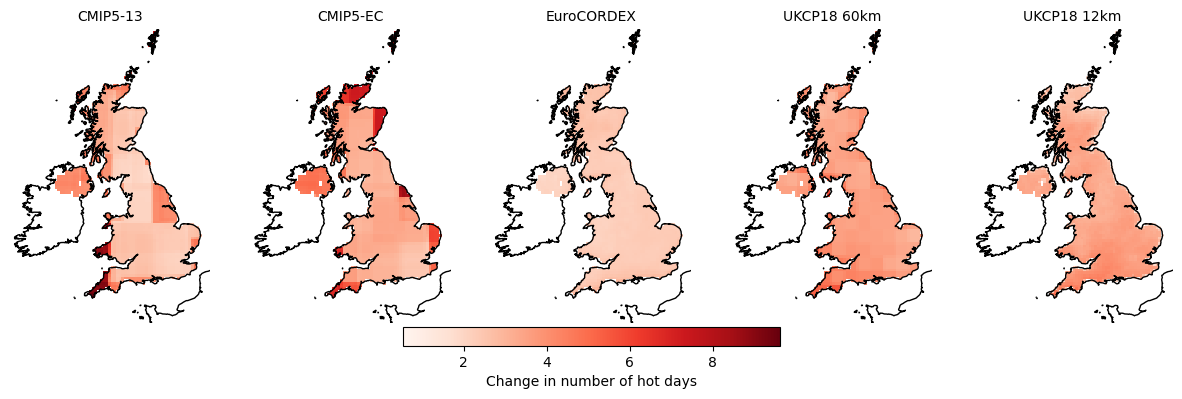 CMIP5-13
CMIP5-EC
EuroCORDEX
UKCP18 60km
UKCP18 12km
2
4
6
8
Change in number of hot days